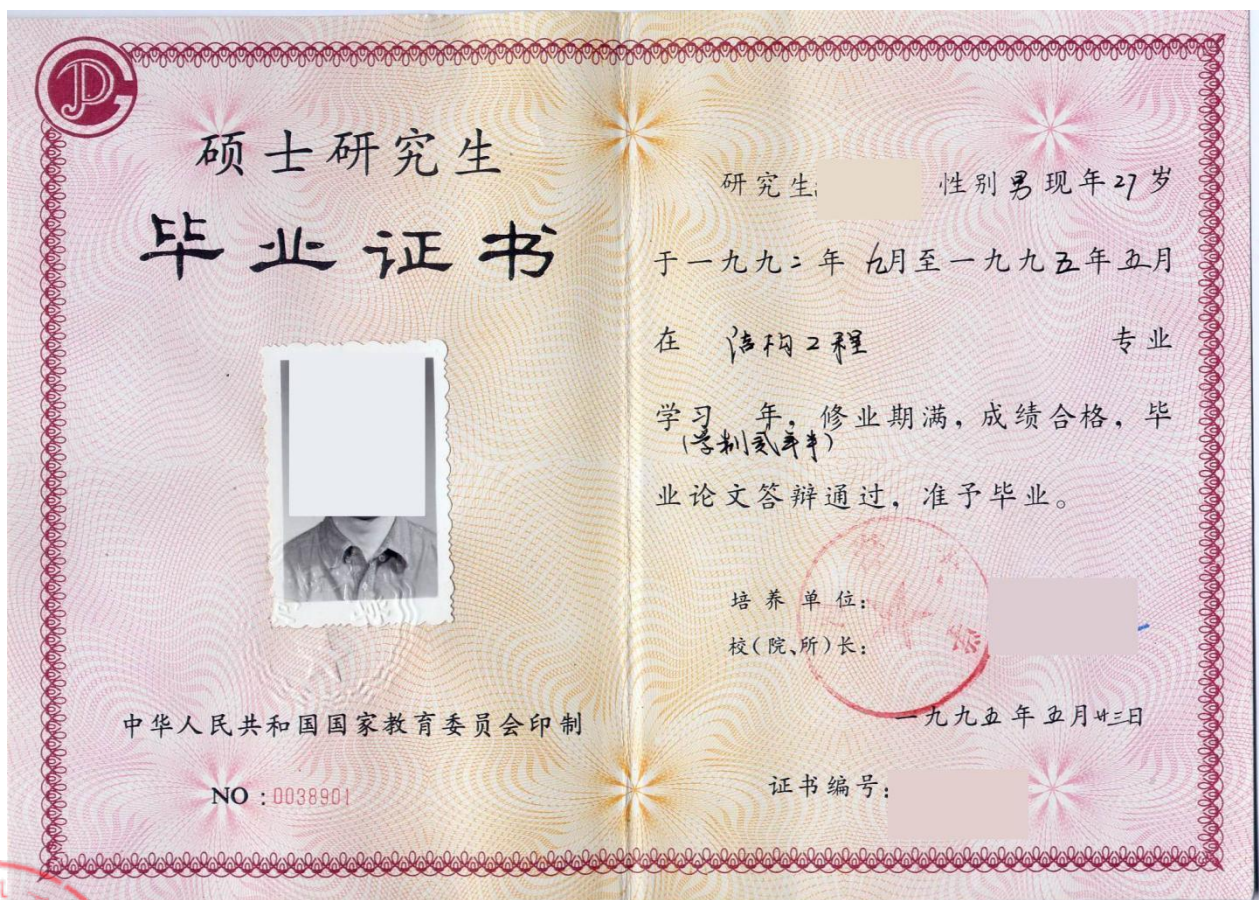 硕士研究生
毕业证书
中华人民共和国国家教育委员会印制
NO：0038901
研究生 性别男现年27岁
于一九九二年九月至一九九五年五月
在 结构工程 专业
学习 年，修业期满，成绩合格，毕
（学制贰年半）
业论文答辩通过，准予毕业。
培养单位：
校(院、所)长：
一九九五年五月廿三日
证书编号：